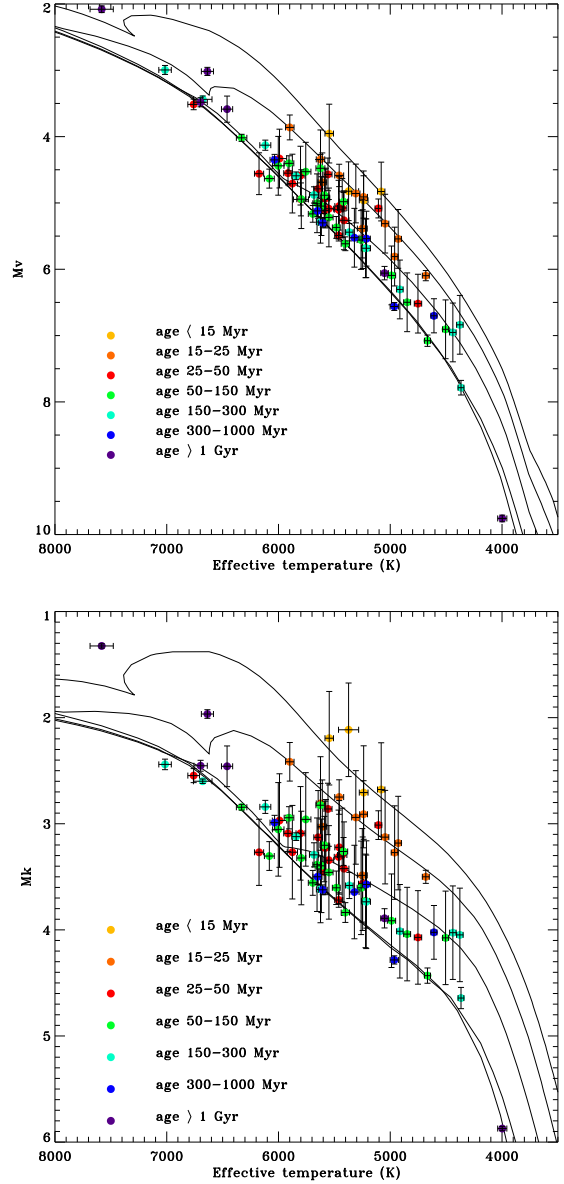 2
4
6
8
10
Mv
age ⟨ 15 Myr
age 15−25 Myr
age 25−50 Myr
age 50−150 Myr
age 150−300 Myr
age 300−1000 Myr
age ⟩ 1 Gyr
8000 7000 6000 5000 4000
Effective temperature (K)
1
2
3
4
5
6
Mk
age ⟨ 15 Myr
age 15−25 Myr
age 25−50 Myr
age 50−150 Myr
age 150−300 Myr
age 300−1000 Myr
age ⟩ 1 Gyr
8000 7000 6000 5000 4000
Effective temperature (K)